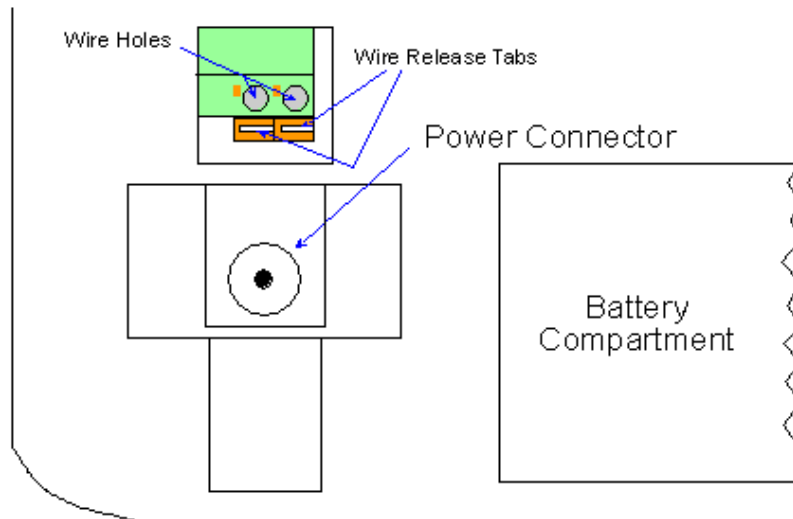 Wire Holes
Wire Release Tabs
Power Connector
Battery
Compartment